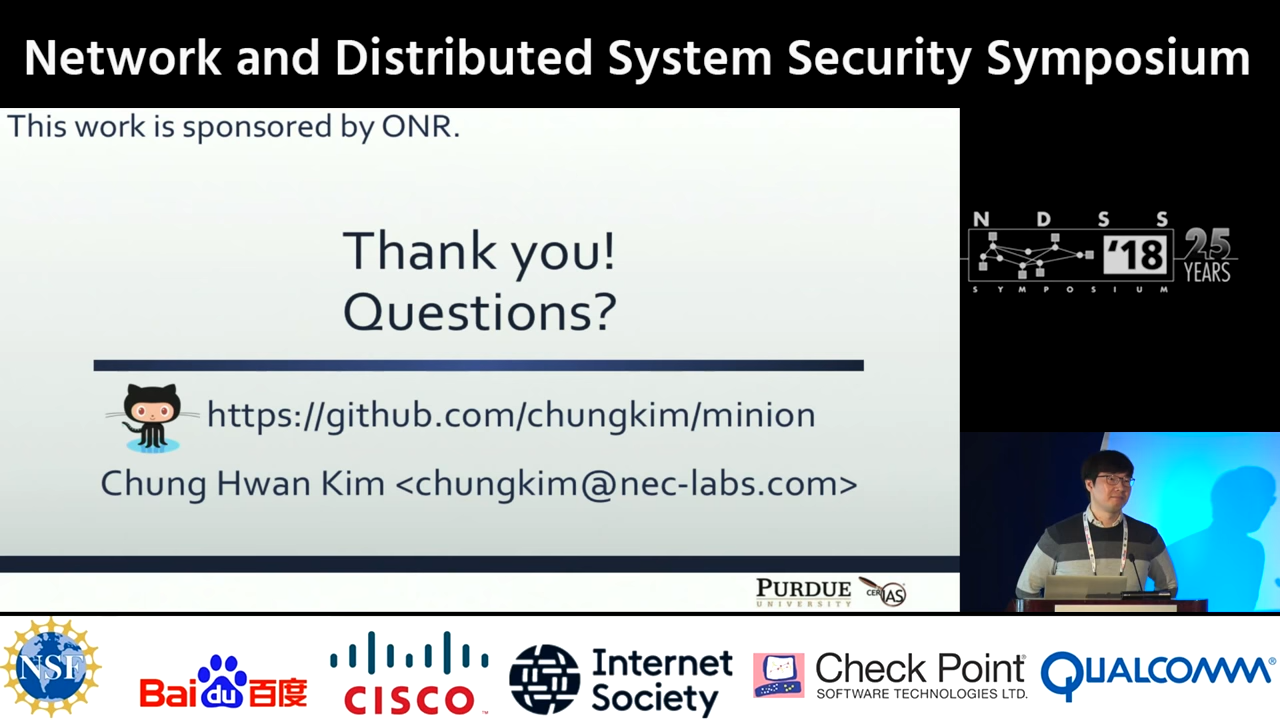 Network and Distributed System Security Symposium
This work is sponsored by ONR.
Thank you!
Questions?
https://github.com/chungkim/minion
Chung Hwan Kim <chungkim@nec-labs.com>
PURDUE
UNIVERSITY
CERIAS
N D S S
'18
25
YEARS
S Y M P O S I U M
NSF
Baidu百度
CISCO™
Internet
Society
Check Point®
SOFTWARE TECHNOLOGIES LTD.
QUALCOMM®